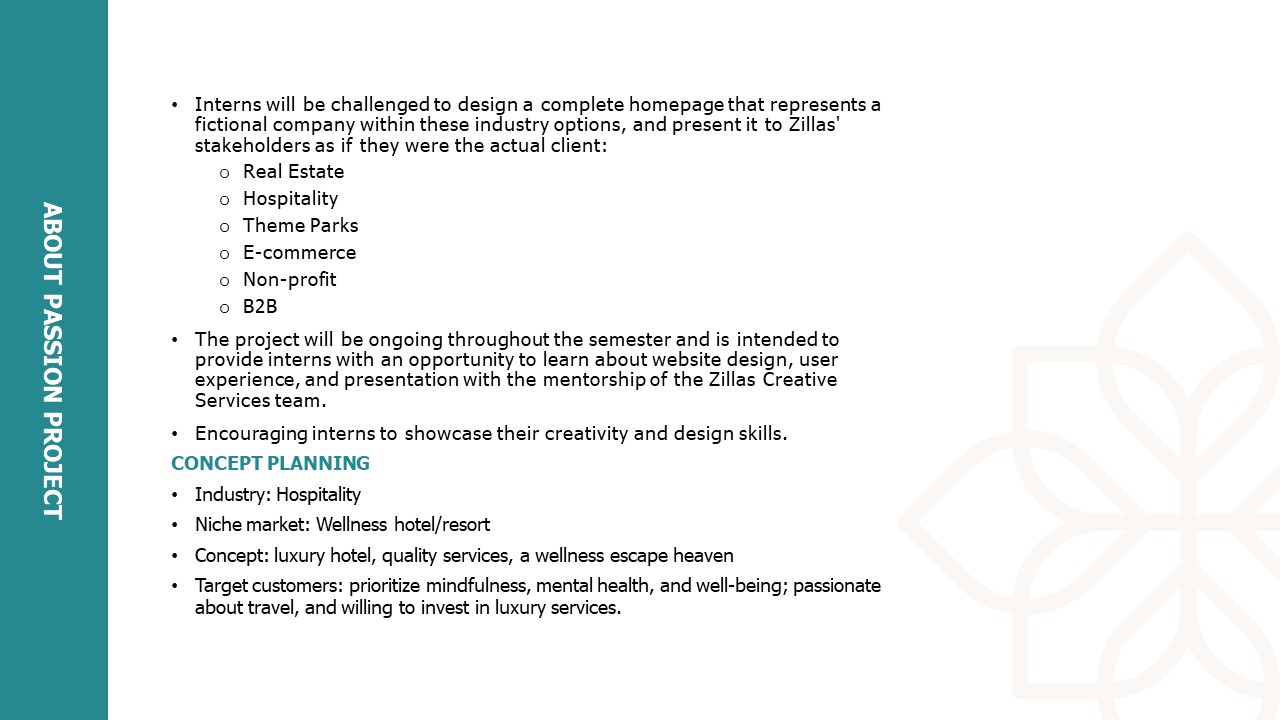 ABOUT PASSION PROJECT
• Interns will be challenged to design a complete homepage that represents a
fictional company within these industry options, and present it to Zillas'
stakeholders as if they were the actual client:
o Real Estate
o Hospitality
o Theme Parks
o E-commerce
o Non-profit
o B2B
• The project will be ongoing throughout the semester and is intended to
provide interns with an opportunity to learn about website design, user
experience, and presentation with the mentorship of the Zillas Creative
Services team.
• Encouraging interns to showcase their creativity and design skills.
CONCEPT PLANNING
• Industry: Hospitality
• Niche market: Wellness hotel/resort
• Concept: luxury hotel, quality services, a wellness escape heaven
• Target customers: prioritize mindfulness, mental health, and well-being; passionate
about travel, and willing to invest in luxury services.